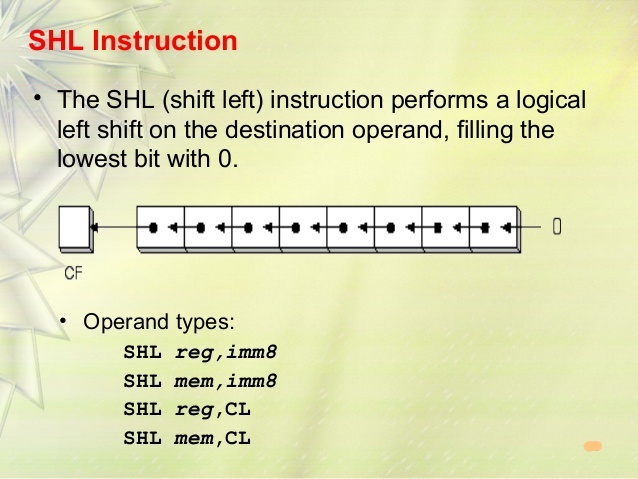 SHL Instruction
• The SHL (shift left) instruction performs a logical
left shift on the destination operand, filling the
lowest bit with 0.
0
CF
• Operand types:
SHL reg,imm8
SHL mem,imm8
SHL reg,CL
SHL mem,CL